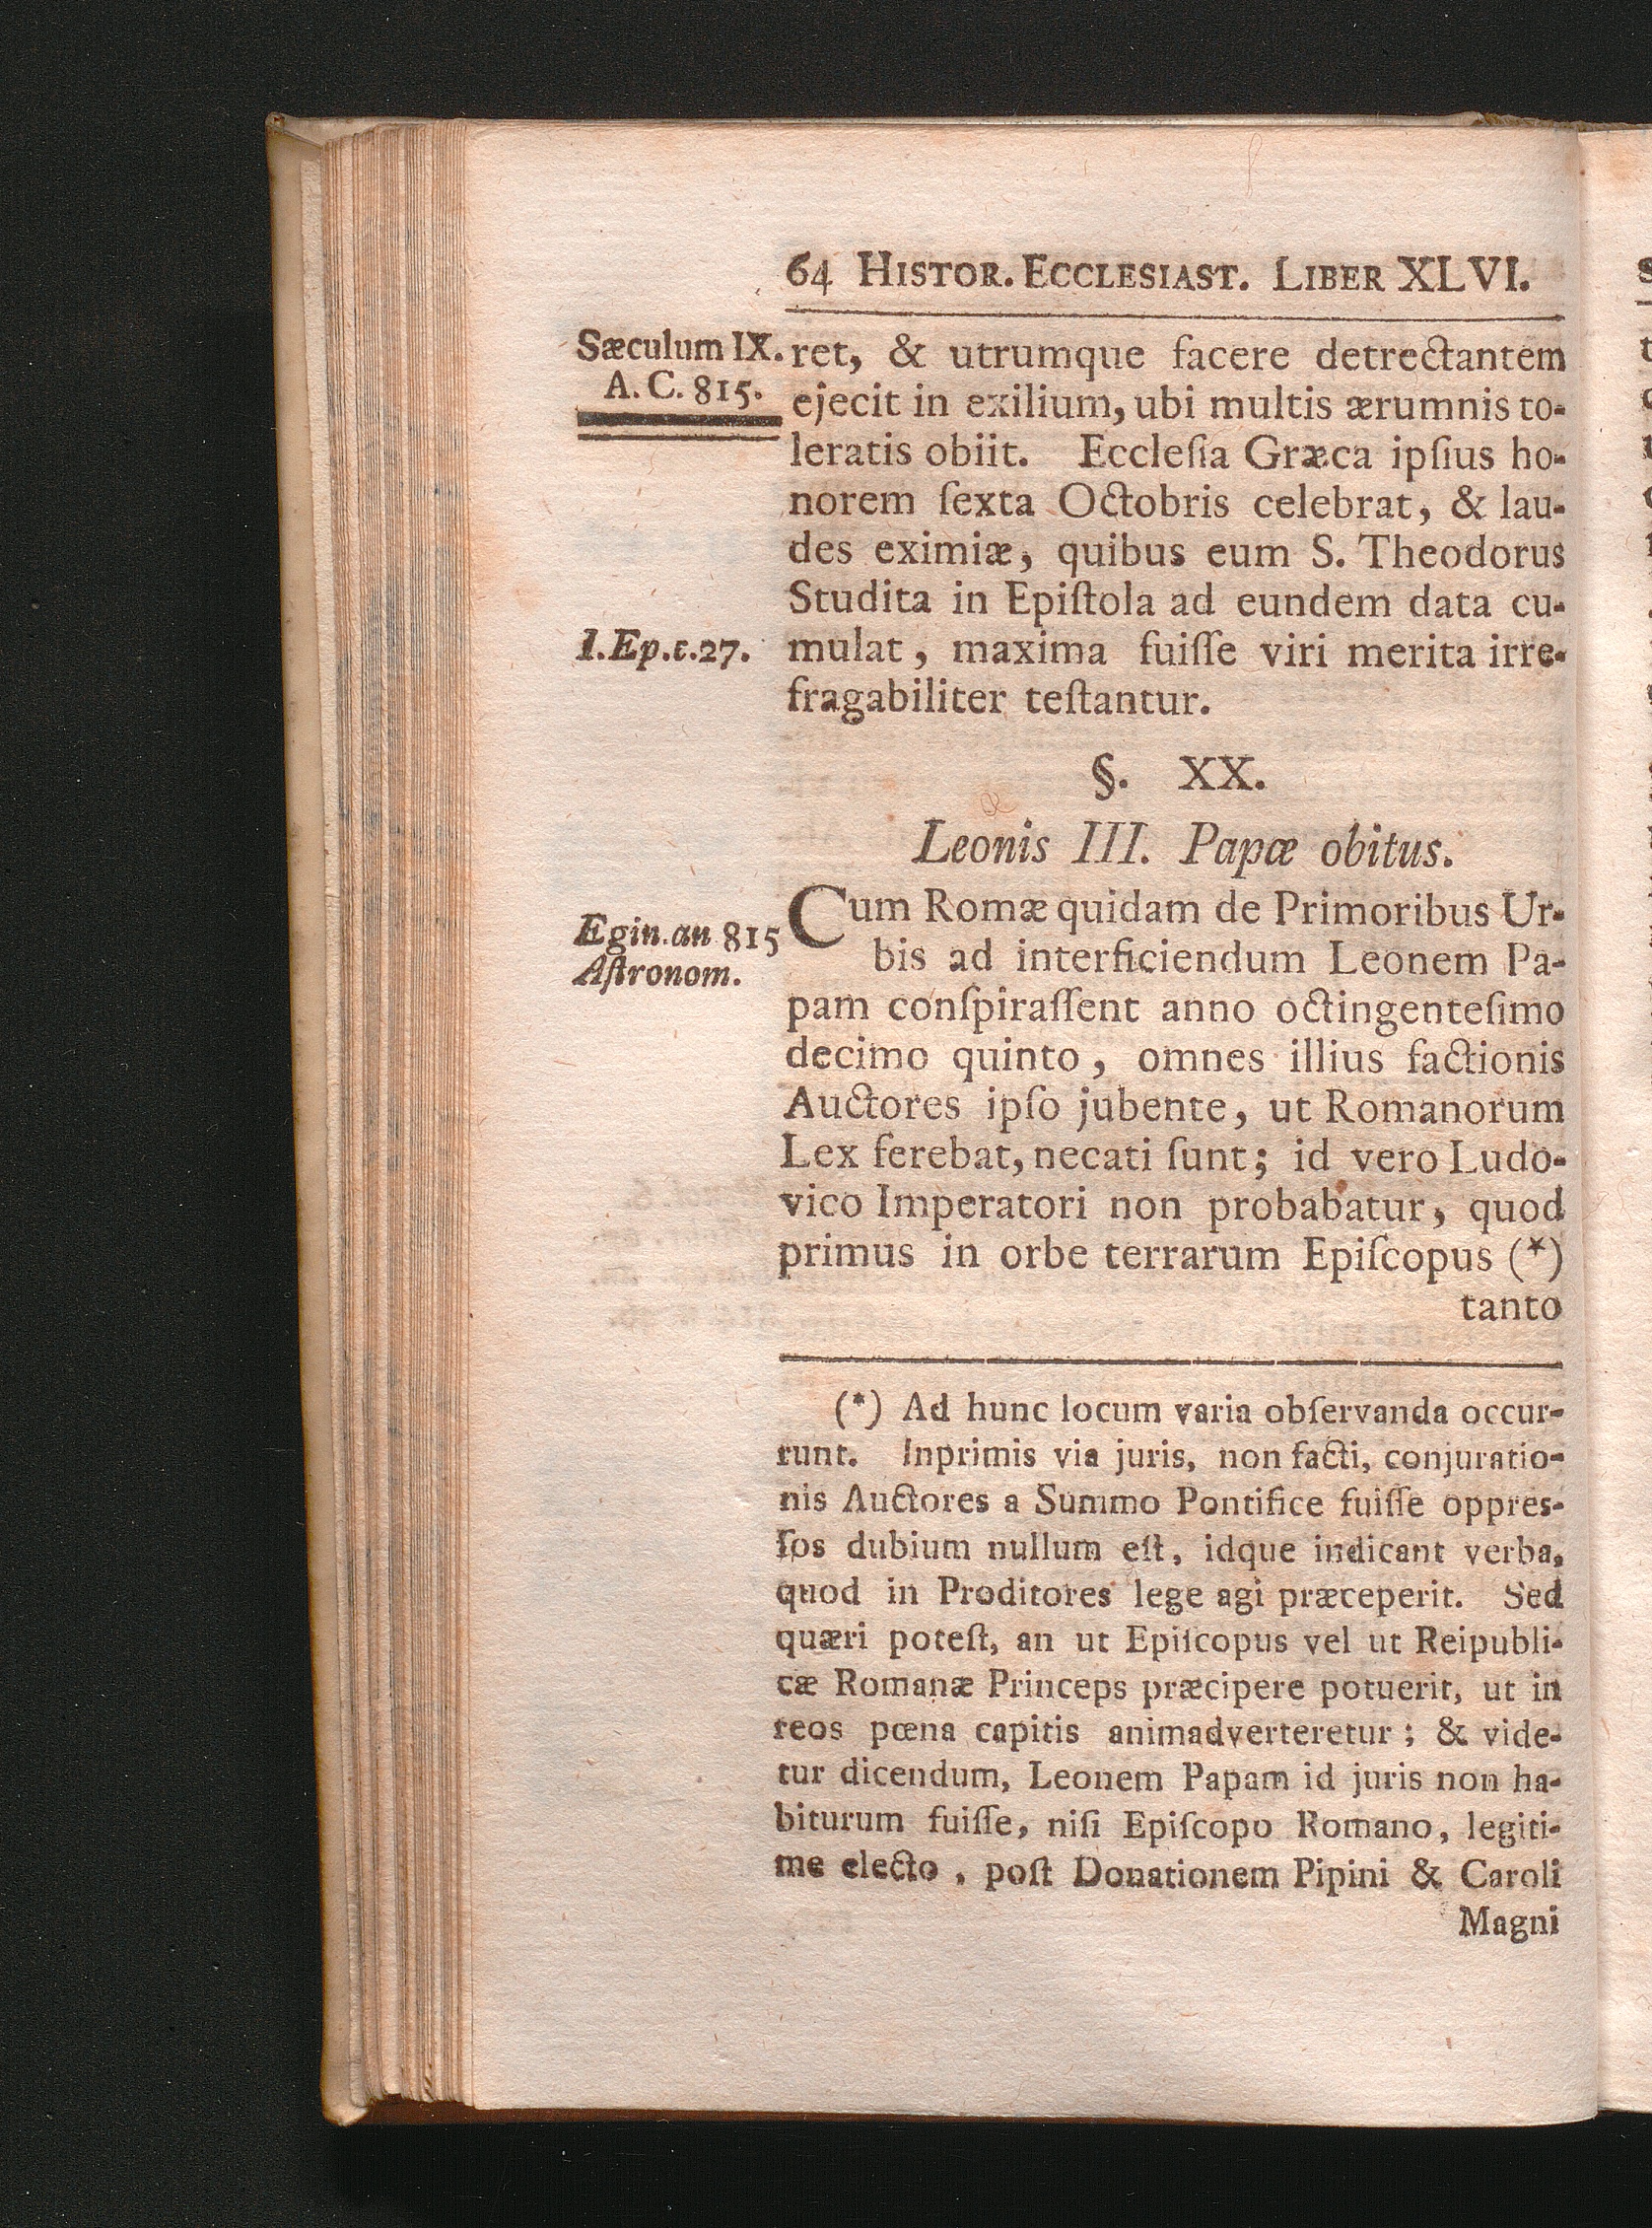 64 HISTOR. ECCLESIAST. LIBER XLVI.
Sæculum IX.
A. C. 815.
ret, & utrumque facere detrectantem
ejecit in exilium, ubi multis ærumnis to-
leratis obiit. Eccleſia Græca ipſius ho-
norem ſexta Octobris celebrat, & lau-
des eximiæ, quibus eum S. Theodorus
Studita in Epiſtola ad eundem data cu-
I. Ep. c. 27.
mulat, maxima fuiſſe viri merita irre-
fragabiliter teſtantur.
§. XX.
Leonis III. Papæ obitus.
Egin. an 815
Aſtronom.
Cum Romæ quidam de Primoribus Ur-
bis ad interficiendum Leonem Pa-
pam conſpiraſſent anno octingenteſimo
decimo quinto, omnes illius factionis
Auctores ipſo jubente, ut Romanorum
Lex ferebat, necati ſunt; id vero Ludo-
vico Imperatori non probabatur, quod
primus in orbe terrarum Epiſcopus (*)
tanto
(*) Ad hunc locum varia obſervanda occur-
runt. Inprimis via juris, non facti, conjuratio-
nis Auctores a Summo Pontifice fuiſſe oppres-
ſos dubium nullum eſt, idque indicant verba,
quod in Proditores lege agi præceperit. Sed
quæri poteſt, an ut Epiſcopus vel ut Reipubli-
cæ Romanæ Princeps præcipere potuerit, ut in
reos pœna capitis animadverteretur; & vide-
tur dicendum, Leonem Papam id juris non ha-
biturum fuiſſe, niſi Epiſcopo Romano, legiti-
me electo, poſt Donationem Pipini & Caroli
Magni